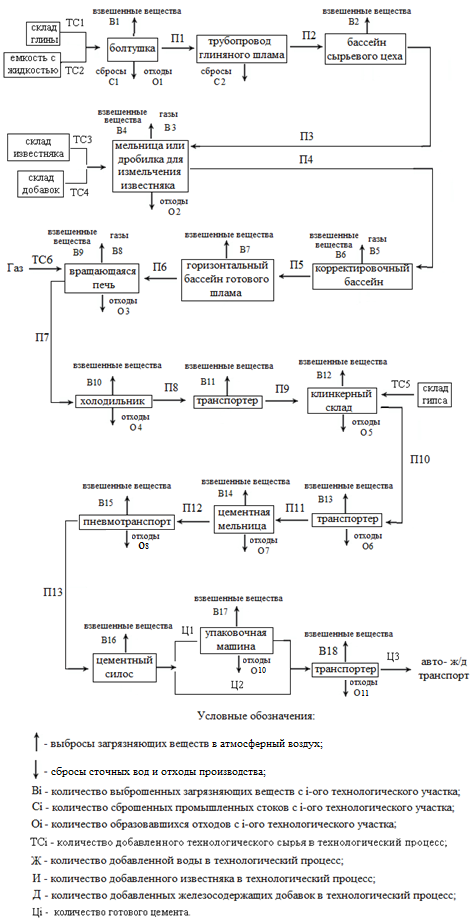 взвешенные вещества
В1
склад
глины
ТС1
емкость с
жидкостью
ТС2
болтушка
сбросы
С1
отходы
О1
П1
трубопровод
глиняного шлама
сбросы
С2
П2
взвешенные вещества
В2
бассейн
сырьевого цеха
П3
взвешенные
вещества
В4
газы
В3
склад
известняка
ТС3
склад
добавок
ТС4
мельница или
дробилка для
измельчения
известняка
отходы
О2
П4
взвешенные
вещества
В6
газы
В5
корректировочный
бассейн
П5
взвешенные вещества
В7
горизонтальный
бассейн готового
шлама
П6
взвешенные
вещества
В9
газы
В8
Газ
ТС6
вращающаяся
печь
отходы
О3
П7
взвешенные вещества
В10
холодильник
отходы
О4
П8
взвешенные вещества
В11
транспортер
П9
взвешенные вещества
В12
клинкерный
склад
отходы
О5
ТС5
склад
гипса
П10
взвешенные вещества
В13
транспортер
отходы
О6
П11
взвешенные вещества
В14
цементная
мельница
отходы
О7
П12
взвешенные вещества
В15
пневмотранспорт
отходы
О8
П13
взвешенные вещества
В16
цементный
силос
Ц1
взвешенные вещества
В17
упаковочная
машина
отходы
О10
Ц2
взвешенные вещества
В18
транспортер
отходы
О11
Ц3
авто- ж/д
транспорт
Условные обозначения:
- выбросы загрязняющих веществ в атмосферный воздух;
- сбросы сточных вод и отходы производства;
Вi - количество выброшенных загрязняющих веществ с i-ого технологического участка;
Сi - количество сброшенных промышленных стоков с i-ого технологического участка;
Оi - количество образовавшихся отходов с i-ого технологического участка;
ТСi - количество добавленного технологического сырья в технологический процесс;
Ж - количество добавленной воды в технологический процесс;
И - количество добавленного известняка в технологический процесс;
Д - количество добавленных железосодержащих добавок в технологический процесс;
Цi - количество готового цемента.